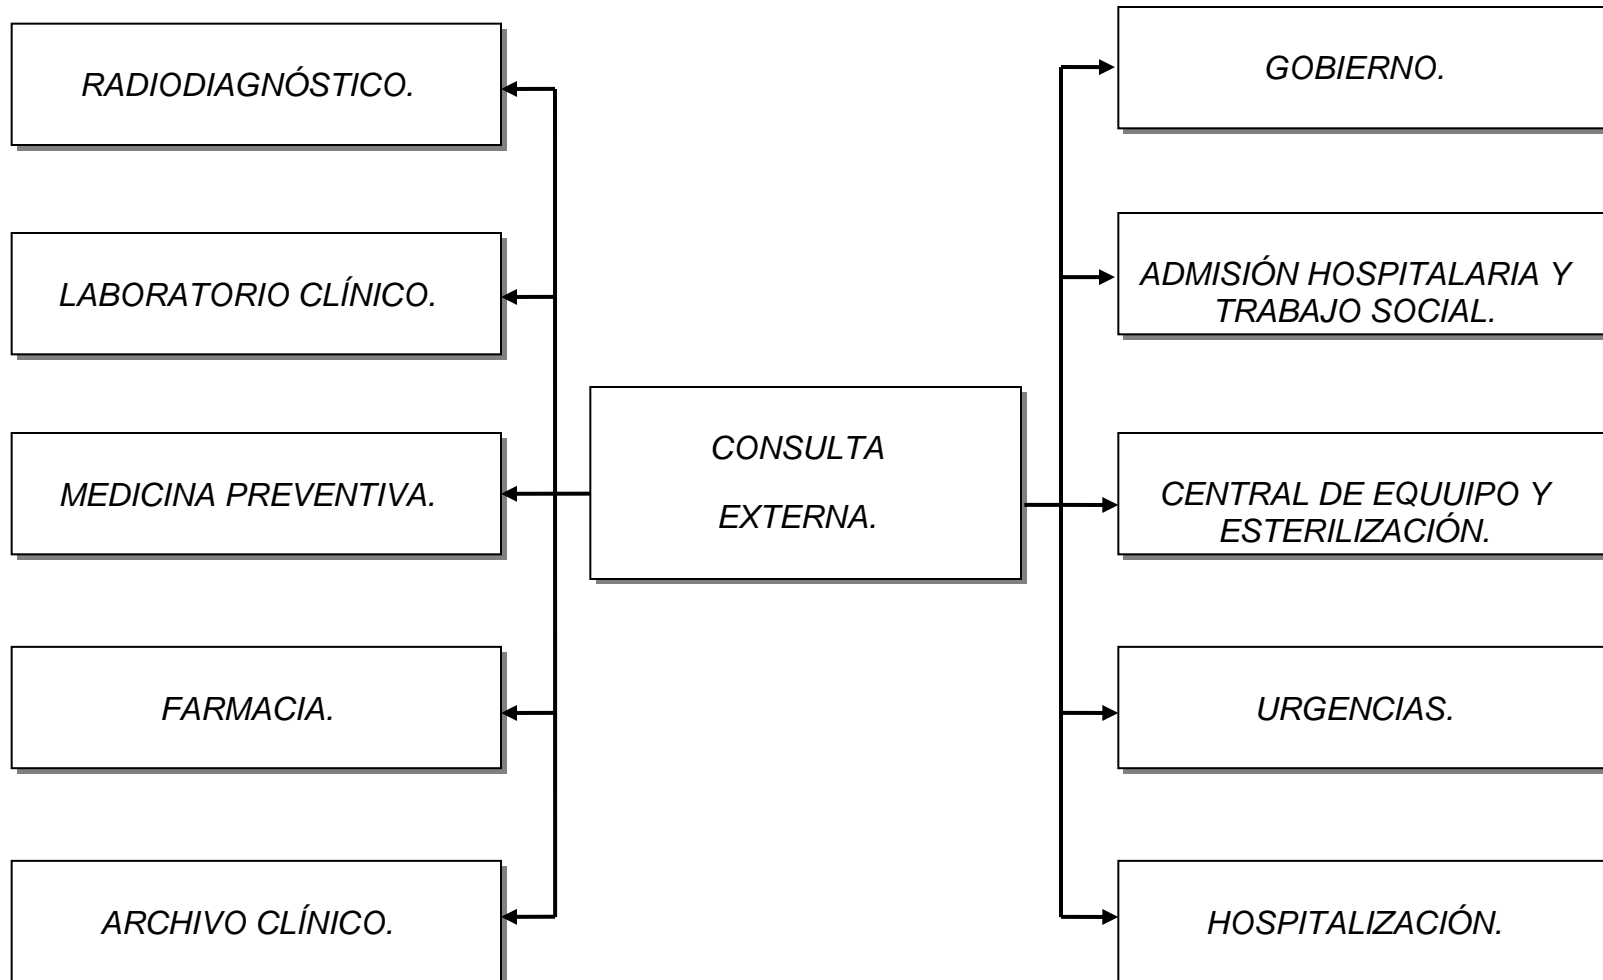 RADIODIAGNÓSTICO.
LABORATORIO CLÍNICO.
MEDICINA PREVENTIVA.
FARMACIA.
ARCHIVO CLÍNICO.
CONSULTA
EXTERNA.
GOBIERNO.
ADMISIÓN HOSPITALARIA Y
TRABAJO SOCIAL.
CENTRAL DE EQUUIPO Y
ESTERILIZACIÓN.
URGENCIAS.
HOSPITALIZACIÓN.